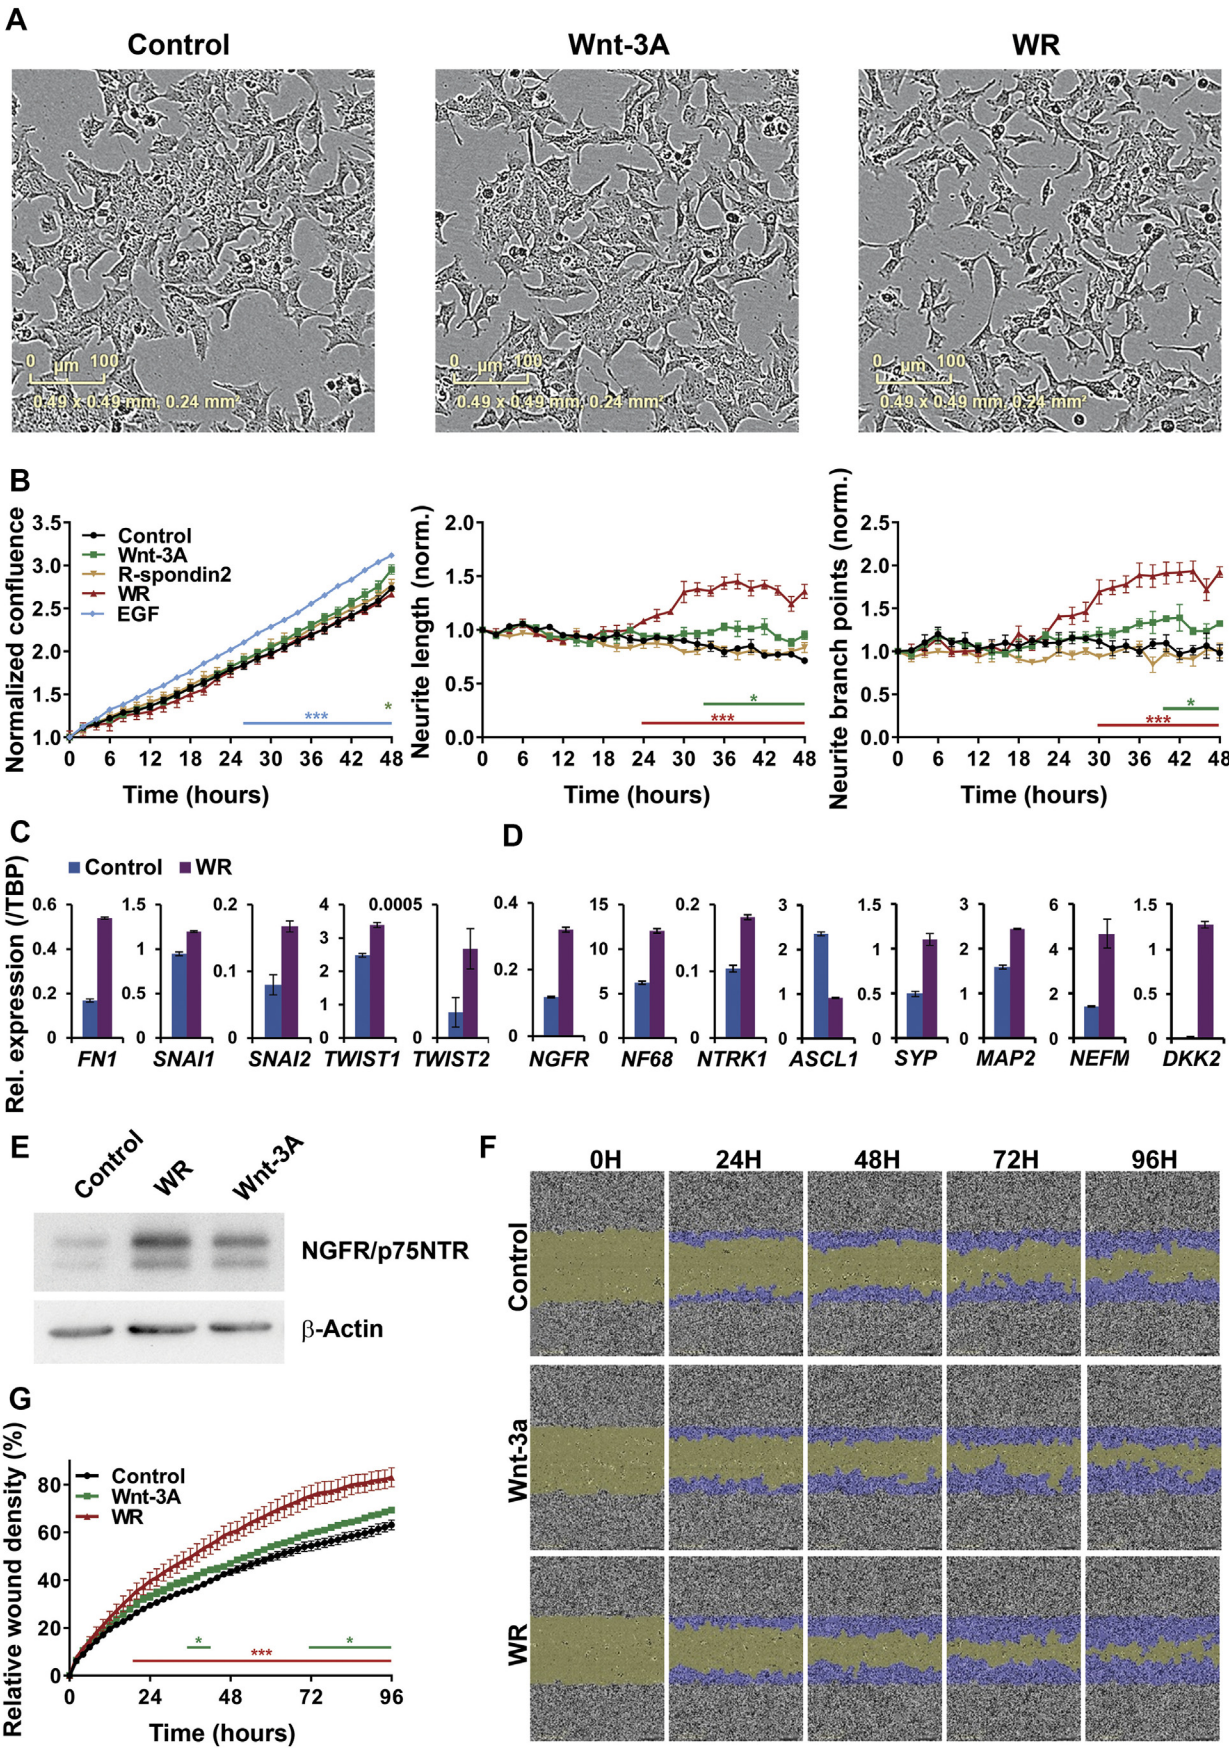 A
Control Wnt-3A WR
0 µm 100
0.49 x 0.49 mm, 0.24 mm²
0 µm 100
0.49 x 0.49 mm, 0.24 mm²
0 µm 100
0.49 x 0.49 mm, 0.24 mm²
B
Normalized confluence
3.5
3.0
2.5
2.0
1.5
1.0
Control
Wnt-3A
R-spondin2
WR
EGF
***
*
0 6 12 18 24 30 36 42 48
Time (hours)
Neurite length (norm.)
2.0
1.5
1.0
0.5
0.0
*
***
0 6 12 18 24 30 36 42 48
Time (hours)
Neurite branch points (norm.)
2.5
2.0
1.5
1.0
0.5
0.0
*
***
0 6 12 18 24 30 36 42 48
Time (hours)
C
Rel. expression (/TBP)
Control WR
0.6
0.4
0.2
0
FN1
1.5
1
0.5
0
SNAI1
0.2
0.1
0
SNAI2
4
3
2
1
0
TWIST1
0.0005
0
TWIST2
D
0.4
0.2
0
NGFR
15
10
5
0
NF68
0.2
0.1
0
NTRK1
3
2
1
0
ASCL1
1.5
1
0.5
0
SYP
3
2
1
0
MAP2
6
4
2
0
NEFM
1.5
1
0.5
0
DKK2
E
Control WR Wnt-3A
NGFR/p75NTR
β-Actin
F
0H 24H 48H 72H 96H
Control
Wnt-3a
WR
G
Relative wound density (%)
80
60
40
20
0
Control
Wnt-3A
WR
*
***
*
0 24 48 72 96
Time (hours)